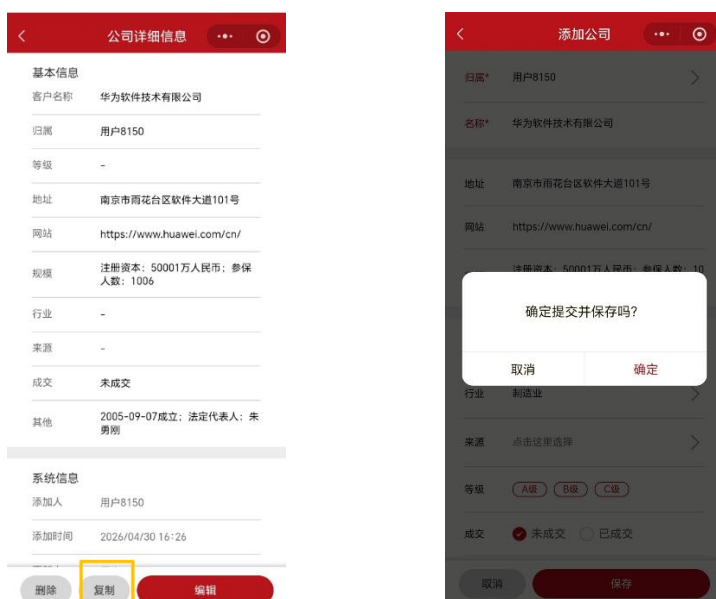 公司详细信息
基本信息
客户名称 华为软件技术有限公司
归属 用户8150
等级 -
地址 南京市雨花台区软件大道101号
网站 https://www.huawei.com/cn/
规模 注册资本：50001万人民币；参保
人数：1006
行业 -
来源 -
成交 未成交
其他 2005-09-07成立；法定代表人：朱
勇刚
系统信息
添加人 用户8150
添加时间 2026/04/30 16:26
删除 复制 编辑
添加公司
归属* 用户8150
名称* 华为软件技术有限公司
地址 南京市雨花台区软件大道101号
网站 https://www.huawei.com/cn/
注册资本：50001万人民币；参保人数：10
确定提交并保存吗？
取消 确定
行业 制造业
来源 点击这里选择
等级 A级 B级 C级
成交 未成交 已成交
取消 保存